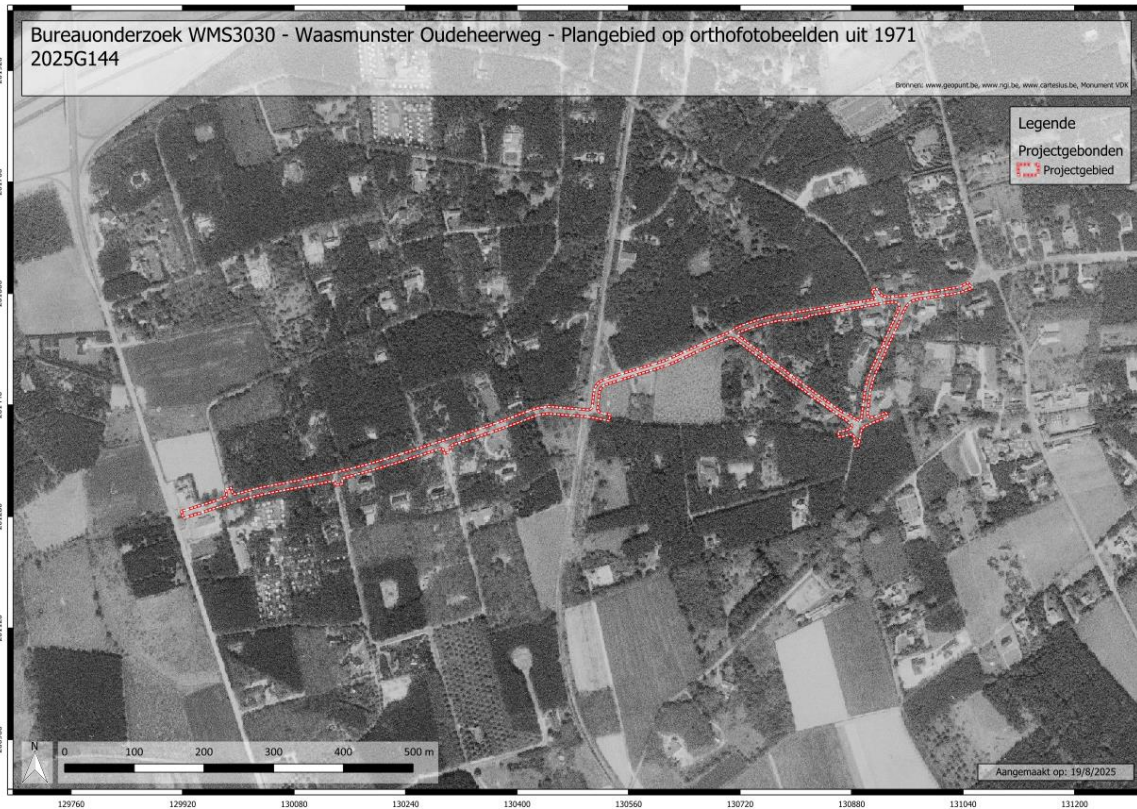 Bureauonderzoek WMS3030 - Waasmunster Oudeheerweg - Plangebied op orthofotobeelden uit 1971
2025G144
Bronnen: www.geopunt.be, www.ngi.be, www.cartesius.be, Monument VDK
Legende
Projectgebonden
Projectgebied
N
0 100 200 300 400 500 m
Aangemaakt op: 19/8/2025
129760 129920 130080 130240 130400 130560 130720 130880 131040 131200